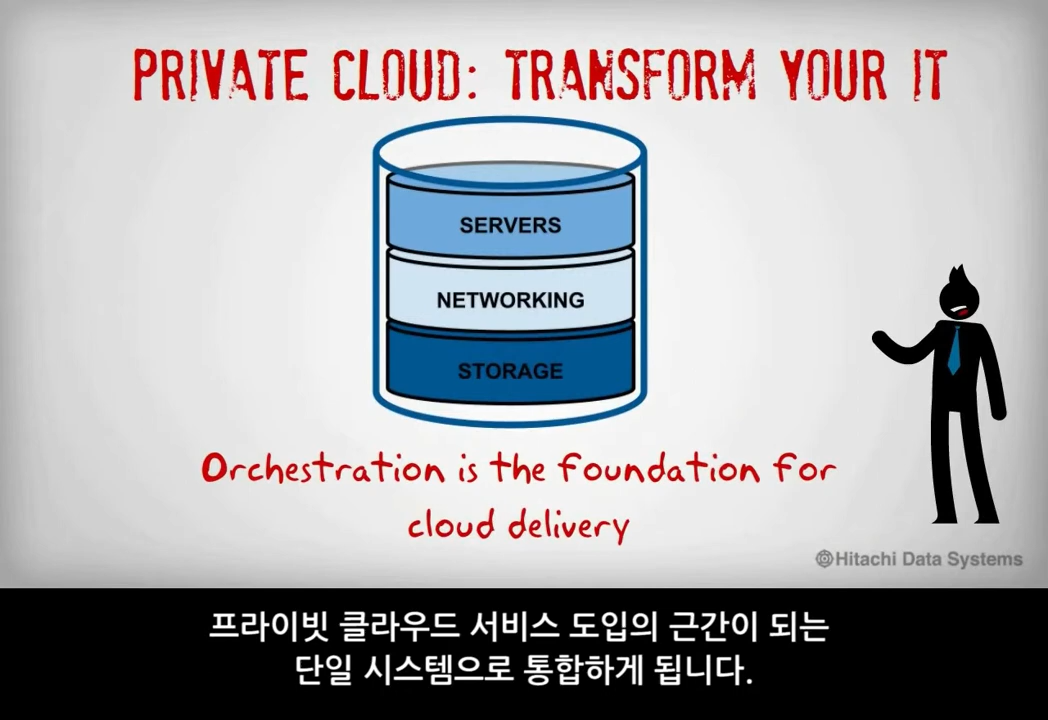 PRIVATE CLOUD: TRANSFORM YOUR IT
SERVERS
NETWORKING
STORAGE
Orchestration is the foundation for
cloud delivery
Hitachi Data Systems
프라이빗 클라우드 서비스 도입의 근간이 되는
단일 시스템으로 통합하게 됩니다.